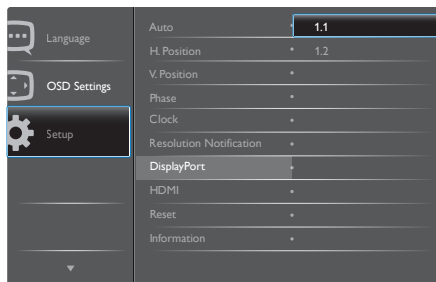 Language
OSD Settings
Setup
Auto
H. Position
V. Position
Phase
Clock
Resolution Notification
DisplayPort
HDMI
Reset
Information
1.1
1.2